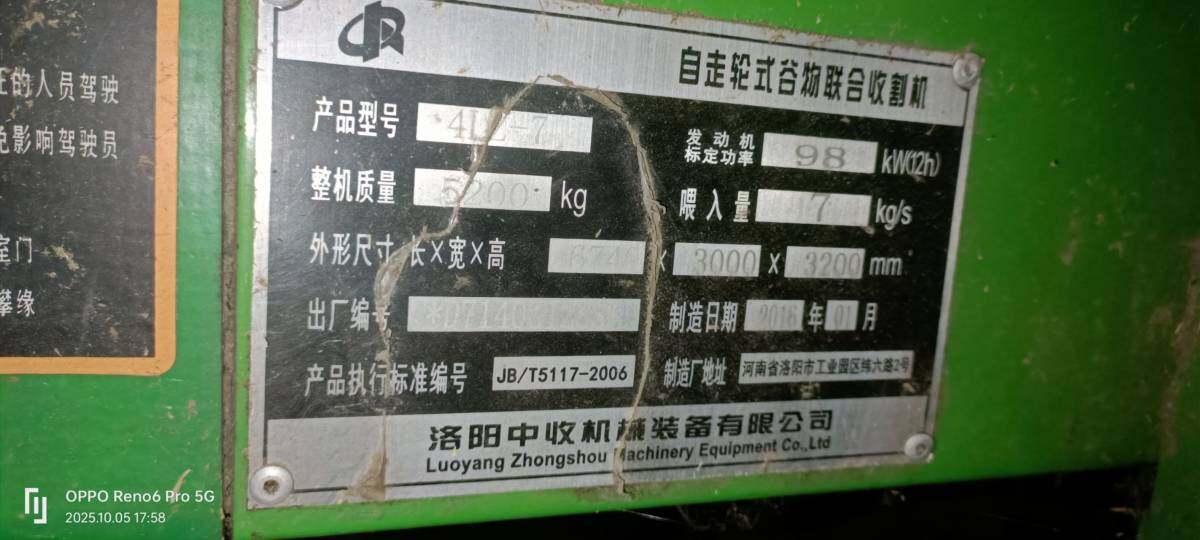 的人员驾驶
影响驾驶员
室门
攀缘
自走轮式谷物联合收割机
产品型号
发动机标定功率 98 kW(12h)
整机质量 5200 kg
喂入量 7 kg/s
外形尺寸 长×宽×高 × 3000 × 3200 mm
出厂编号
制造日期 年 01 月
产品执行标准编号 JB/T5117-2006
制造厂地址 河南省洛阳市工业园区纬六路2号
洛阳中收机械装备有限公司
Luoyang Zhongshou Machinery Equipment Co.,Ltd
OPPO Reno6 Pro 5G
2025.10.05 17:58